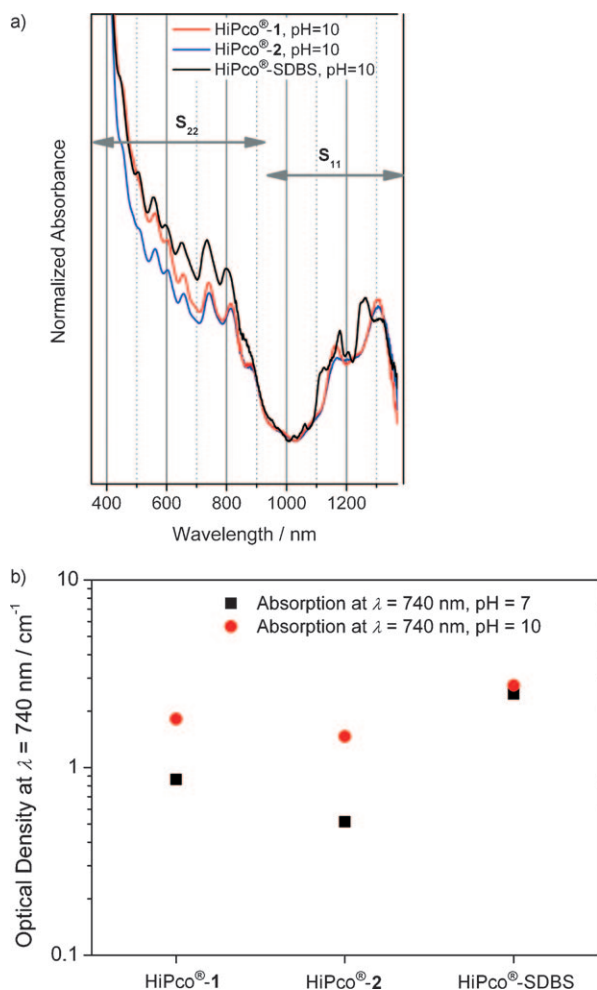 a)
HiPco®-1, pH=10
HiPco®-2, pH=10
HiPco®-SDBS, pH=10
S22
S11
Normalized Absorbance
400 600 800 1000 1200
Wavelength / nm
b)
10
Absorption at λ = 740 nm, pH = 7
Absorption at λ = 740 nm, pH = 10
Optical Density at λ = 740 nm / cm⁻¹
1
0.1
HiPco®-1 HiPco®-2 HiPco®-SDBS